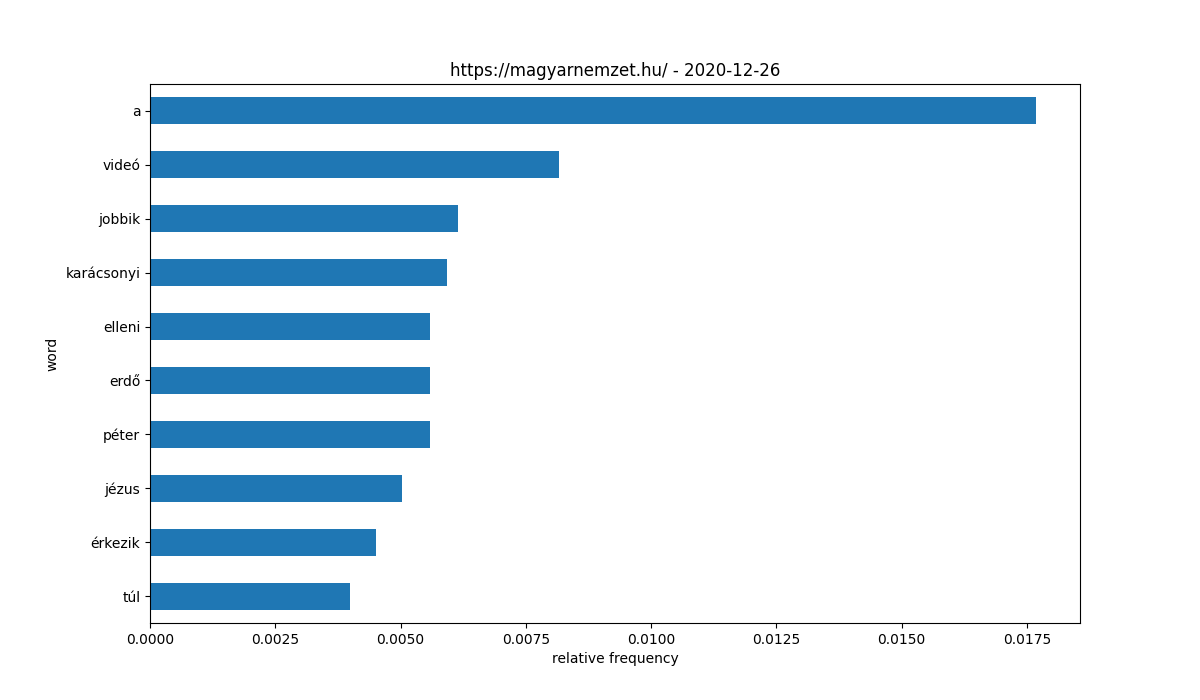 https://magyarnemzet.hu/ - 2020-12-26
a
videó
jobbik
karácsonyi
elleni
erdő
péter
jézus
érkezik
túl
word
0.0000 0.0025 0.0050 0.0075 0.0100 0.0125 0.0150 0.0175
relative frequency